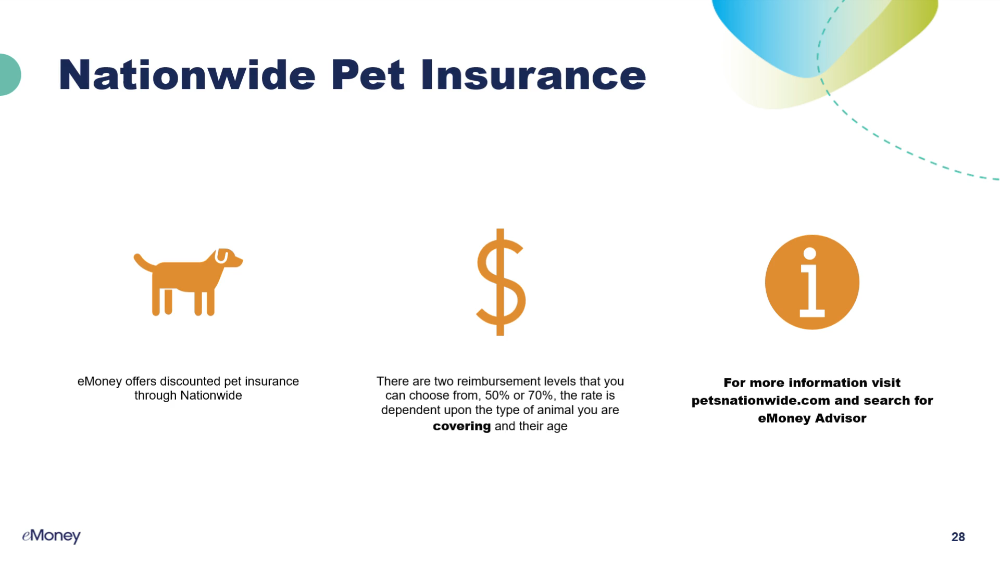 Nationwide Pet Insurance
eMoney offers discounted pet insurance
through Nationwide
There are two reimbursement levels that you
can choose from, 50% or 70%, the rate is
dependent upon the type of animal you are
covering and their age
For more information visit
petsnationwide.com and search for
eMoney Advisor
eMoney
28